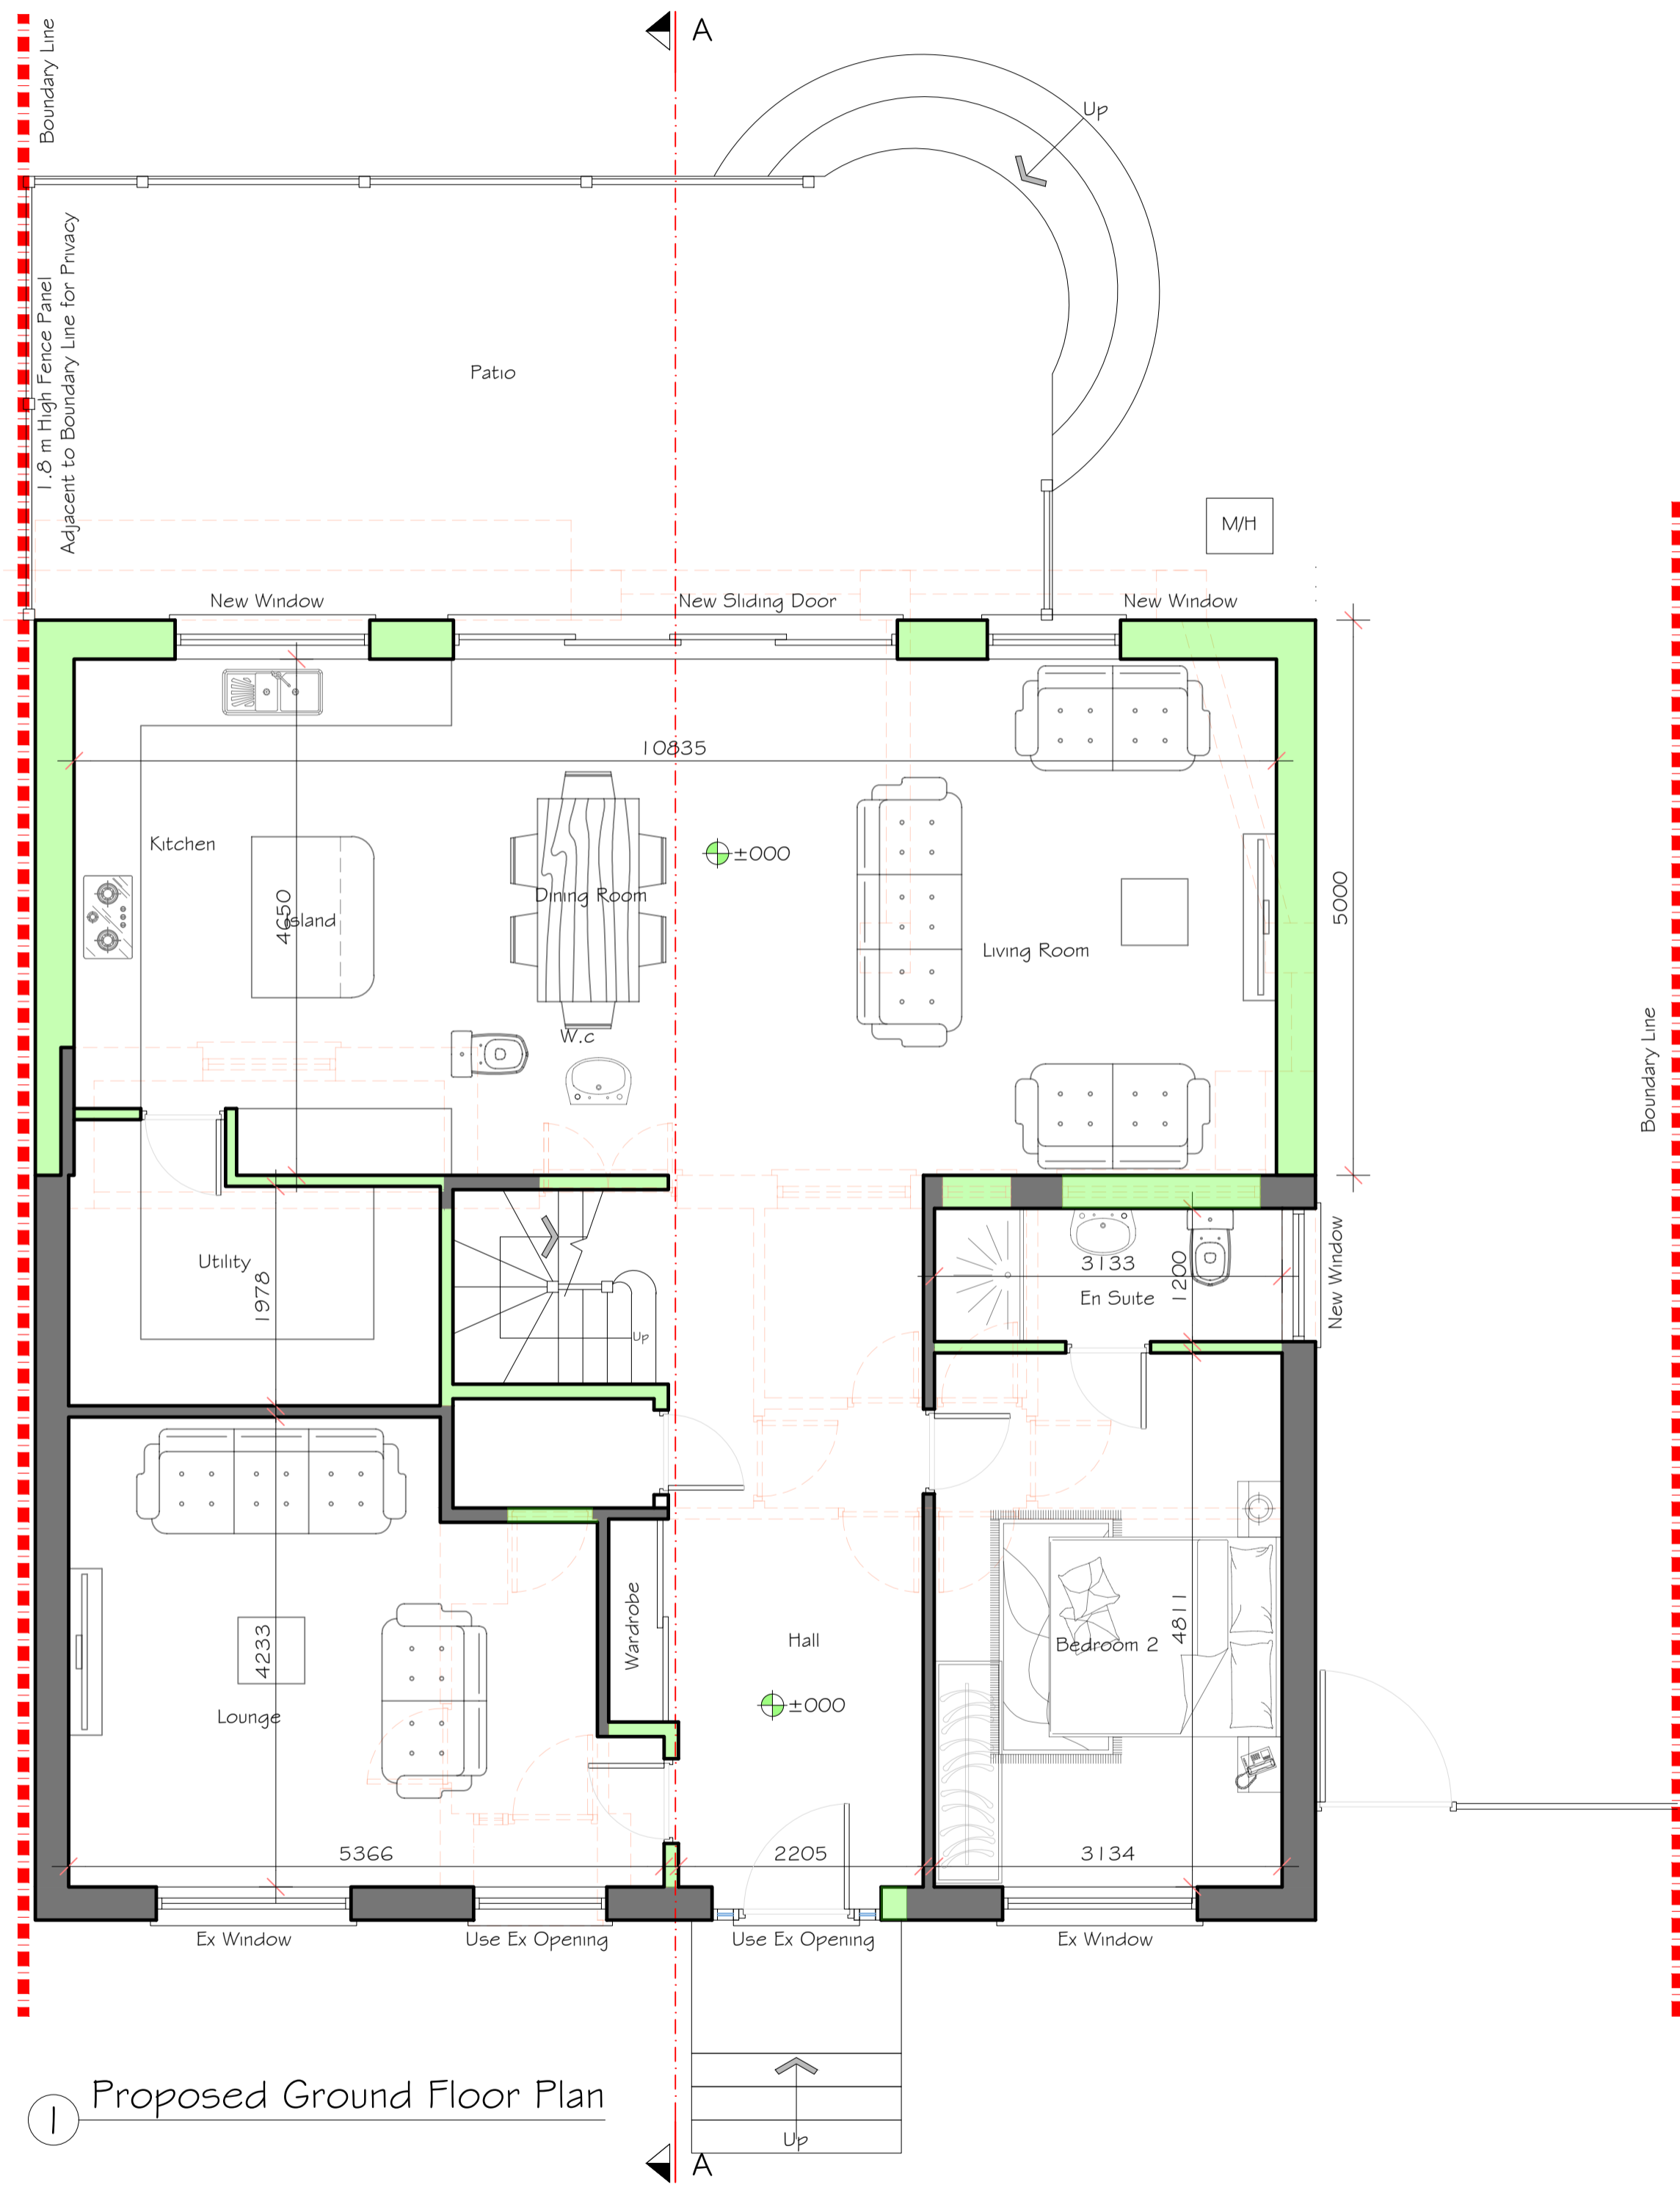 A
Boundary Line
Up
1.8 m High Fence Panel
Adjacent to Boundary Line for Privacy
Patio
M/H
New Window
New Sliding Door
New Window
10835
Kitchen
±000
4650
Island
Dining Room
5000
Living Room
W.c
Boundary Line
Utility
1978
Up
3133
1200
En Suite
New Window
Wardrobe
Hall
4811
Bedroom 2
4233
Lounge
±000
5366
2205
3134
Ex Window
Use Ex Opening
Use Ex Opening
Ex Window
1
Proposed Ground Floor Plan
Up
A